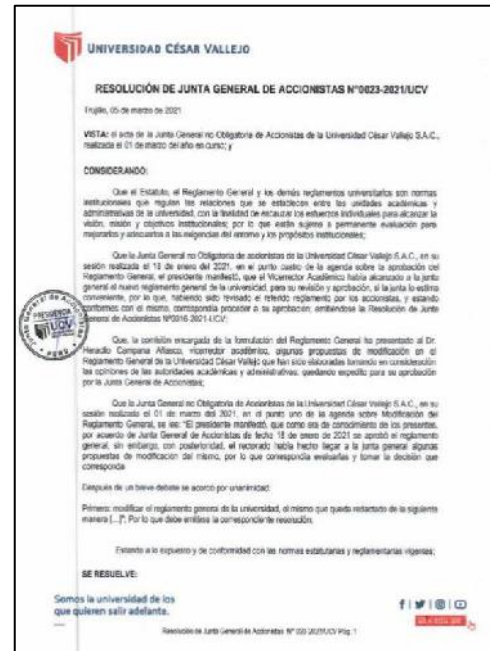 UNIVERSIDAD CÉSAR VALLEJO
RESOLUCIÓN DE JUNTA GENERAL DE ACCIONISTAS N°0023-2021/UCV
Trujillo, 05 de marzo de 2021
VISTA: el acta de la Junta General no Obligatoria de Accionistas de la Universidad César Vallejo S.A.C.,
realizada el 01 de marzo del año en curso; y
CONSIDERANDO:
Que el Estatuto, el Reglamento General y los demás reglamentos universitarios son normas
institucionales que regulan las relaciones que se establecen entre las unidades académicas y
administrativas de la universidad, con la finalidad de encauzar los esfuerzos individuales para alcanzar la
visión, misión y objetivos institucionales; por lo que están sujetos a permanente evaluación para
mejorarlos y adecuarlos a las exigencias del entorno y los propósitos institucionales;
Que la Junta General no Obligatoria de accionistas de la Universidad César Vallejo S.A.C., en su
sesión realizada el 18 de enero del 2021, en el punto cuatro de la agenda sobre la aprobación del
Reglamento General, el presidente manifestó, que el Vicerrector Académico había alcanzado a la junta
general el nuevo reglamento general de la universidad, para su revisión y aprobación, si la junta lo estima
conveniente, por lo que, habiendo sido revisado el referido reglamento por los accionistas, y estando
conformes con el mismo, correspondía proceder a su aprobación; emitiéndose la Resolución de Junta
General de Accionistas N°0016-2021-UCV;
Que, la comisión encargada de la formulación del Reglamento General ha presentado al Dr.
Heraclio Campana Añasco, vicerrector académico, algunas propuestas de modificación en el
Reglamento General de la Universidad César Vallejo que han sido elaboradas tomando en consideración
las opiniones de las autoridades académicas y administrativas, quedando expedito para su aprobación
por la Junta General de Accionistas;
Que la Junta General no Obligatoria de Accionistas de la Universidad César Vallejo S.A.C., en su
sesión realizada el 01 de marzo del 2021, en el punto uno de la agenda sobre Modificación del
Reglamento General, se lee: "El presidente manifestó, que como era de conocimiento de los presentes,
por acuerdo de Junta General de Accionistas de fecha 18 de enero de 2021 se aprobó el reglamento
general, sin embargo, con posterioridad, el rectorado había hecho llegar a la junta general algunas
propuestas de modificación del mismo, por lo que correspondía evaluarlas y tomar la decisión que
corresponda
Después de un breve debate se acordó por unanimidad:
Primero: modificar el reglamento general de la universidad, el mismo que queda redactado de la siguiente
manera [...]"; Por lo que debe emitirse la correspondiente resolución;
Estando a lo expuesto y de conformidad con las normas estatutarias y reglamentarias vigentes;
SE RESUELVE:
Junta General de Accionistas
PRESIDENCIA
UCV
PERÚ
Somos la universidad de los
que quieren salir adelante.
Resolución de Junta General de Accionistas N° 023-2021/UCV Pág. 1